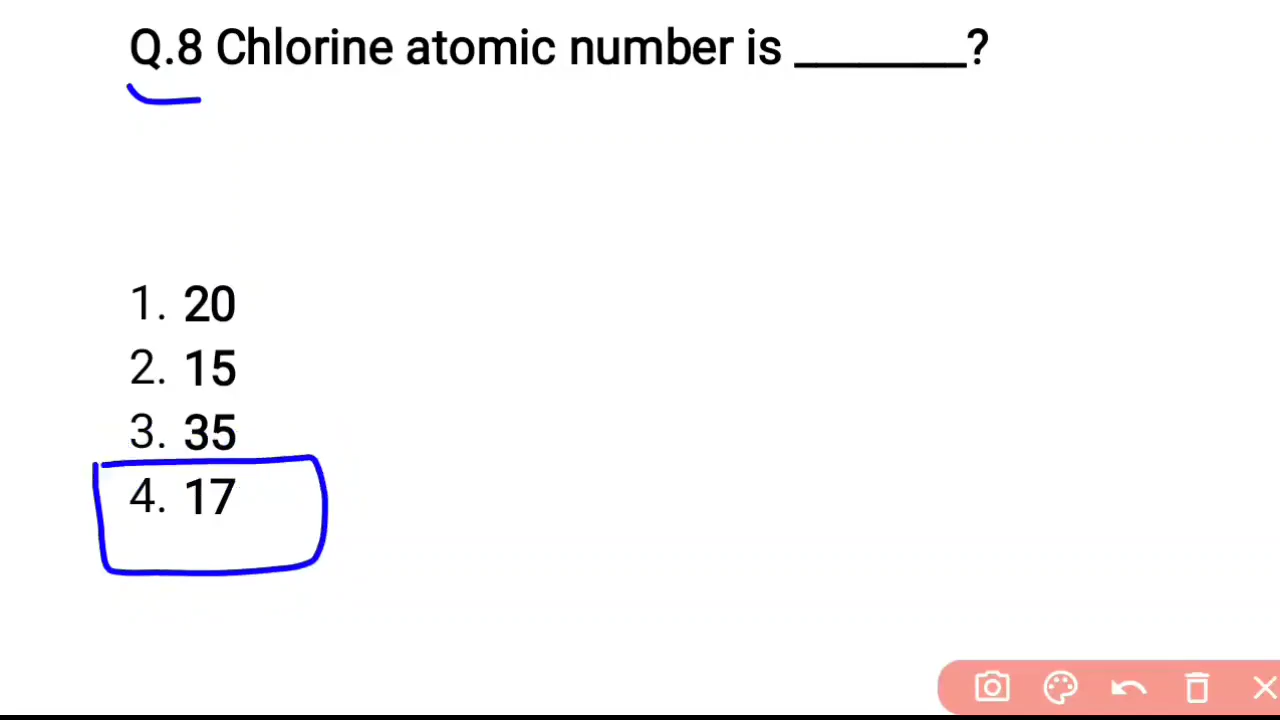 Q.8 Chlorine atomic number is ________?
1. 20
2. 15
3. 35
4. 17